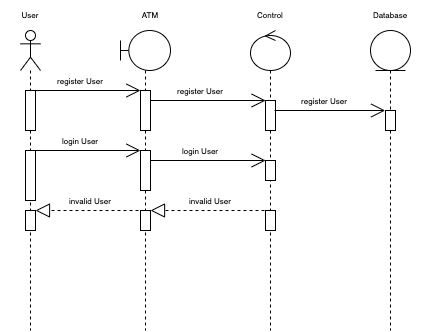 User
ATM
Control
Database
register User
register User
register User
login User
login User
invalid User
invalid User